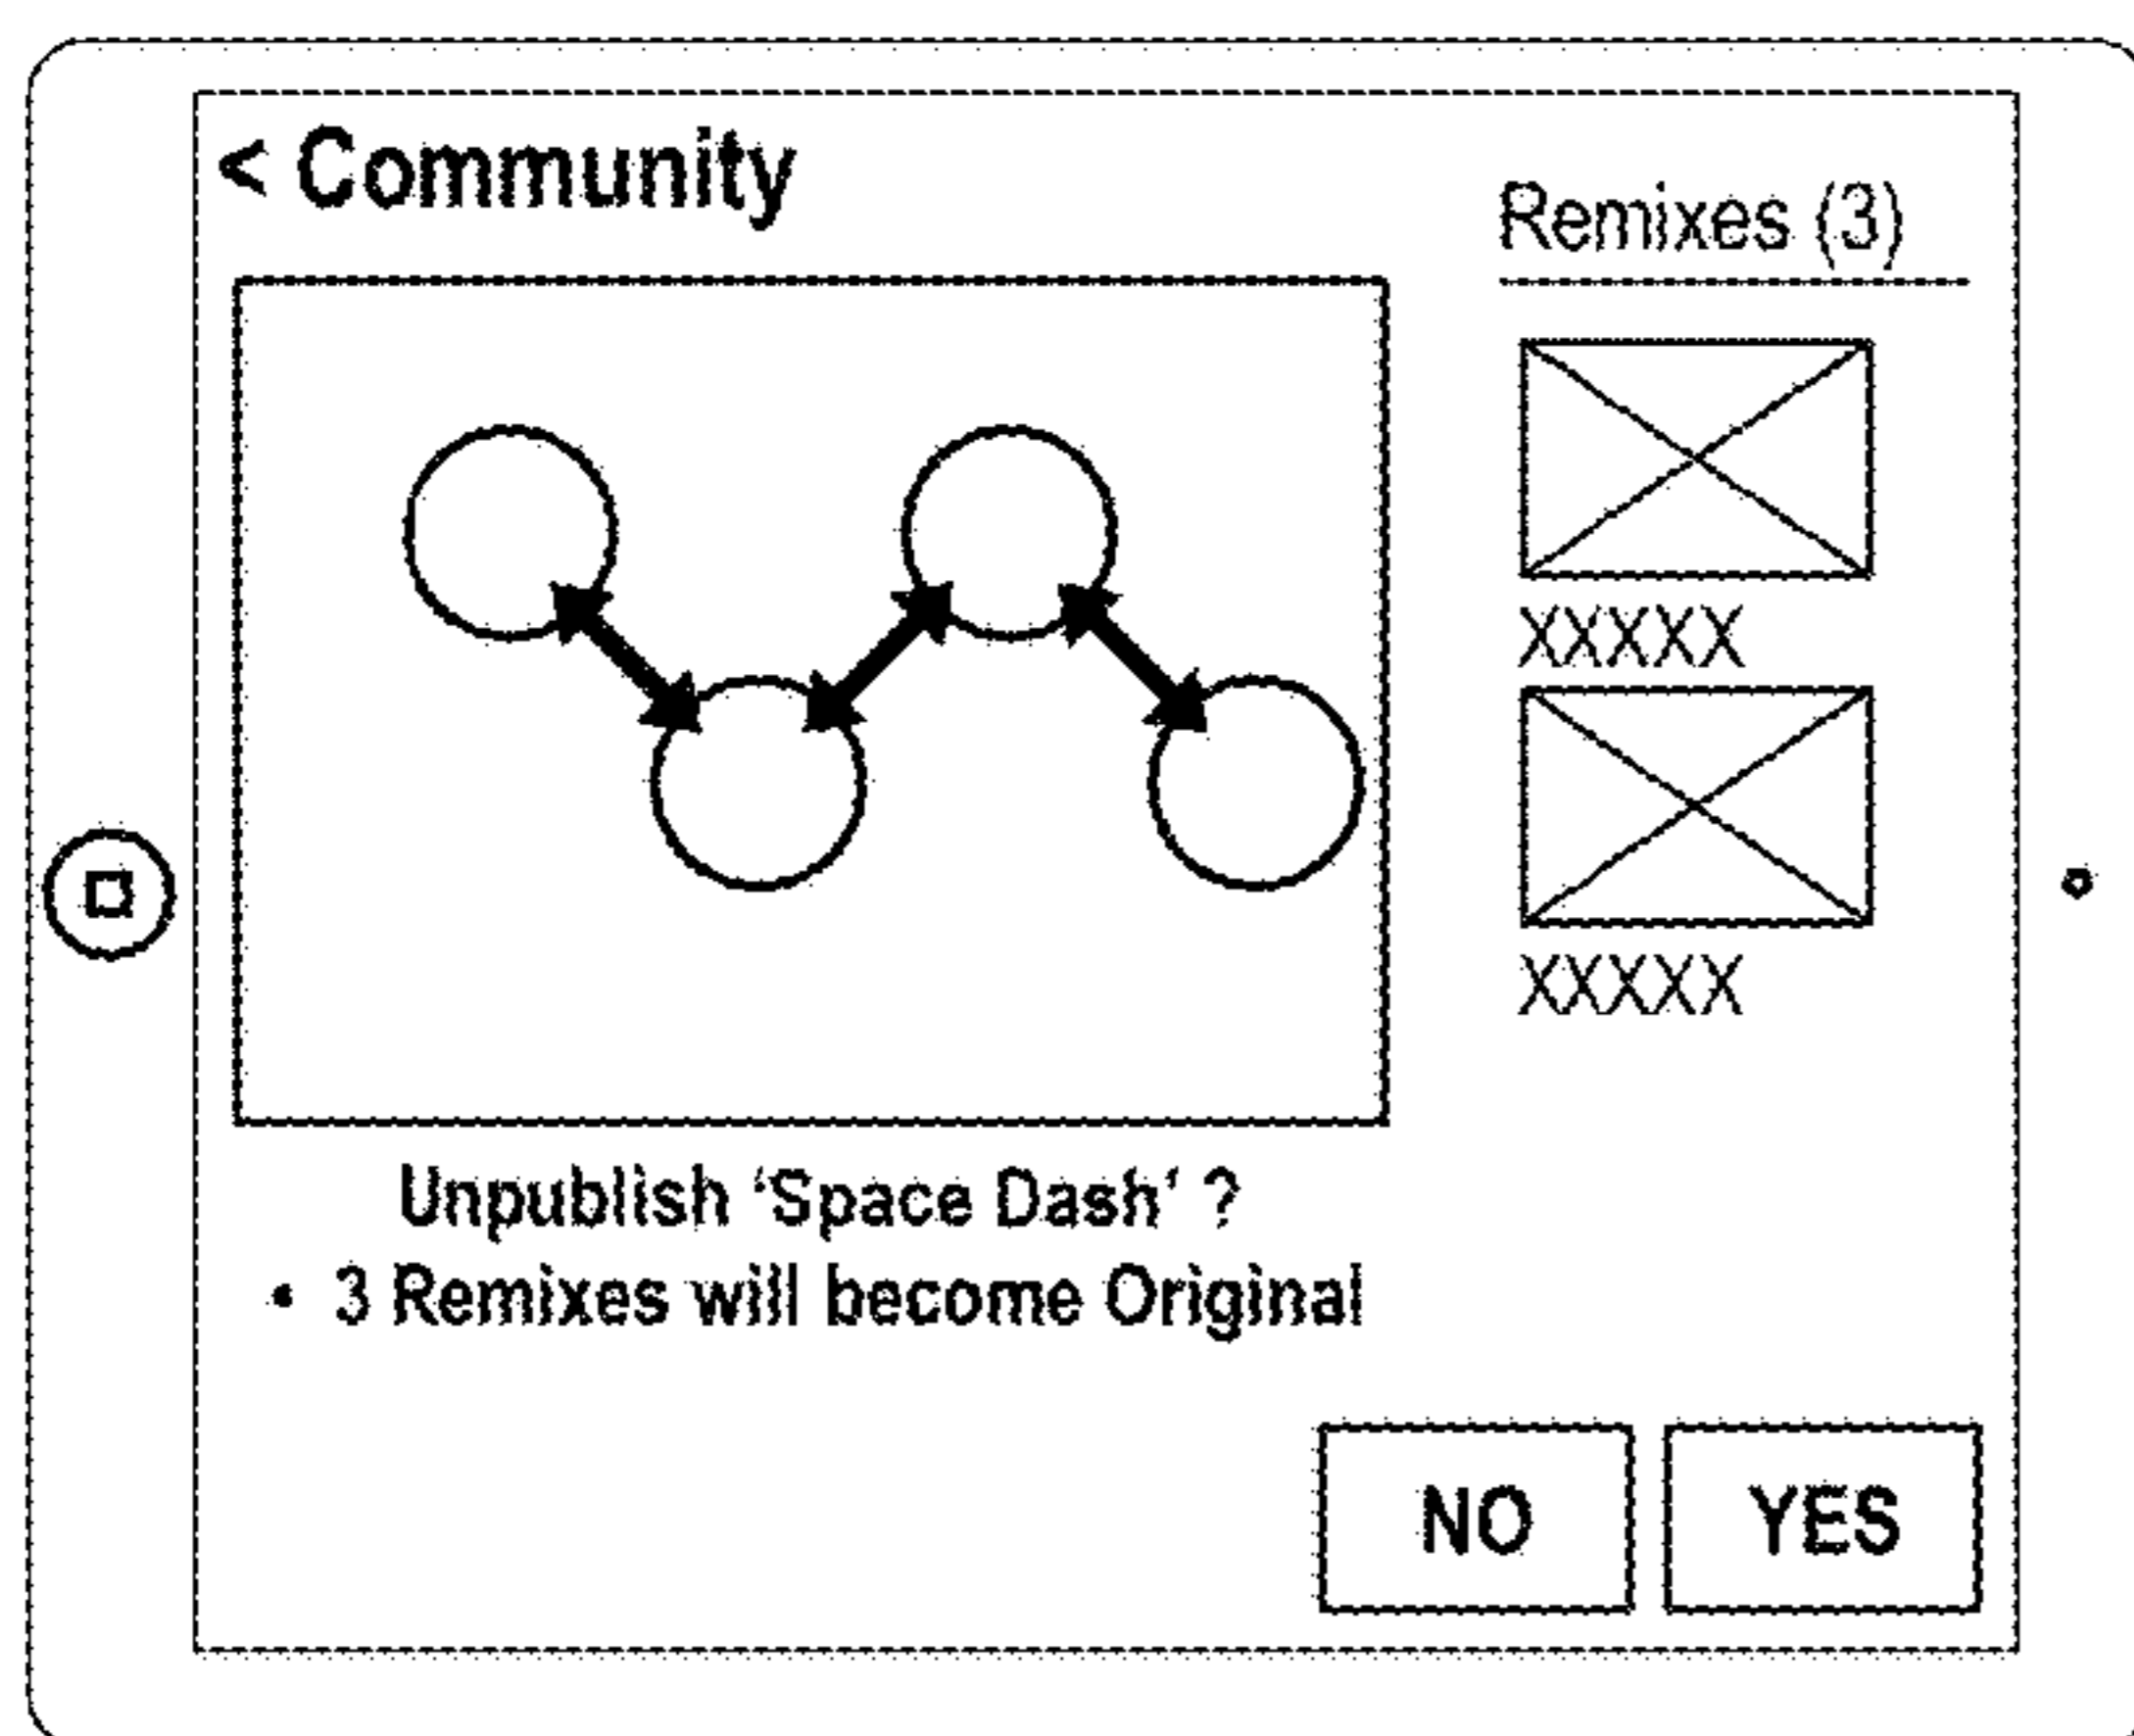 < Community
Remixes (3)
XXXXX
XXXXX
Unpublish ‘Space Dash’ ?
• 3 Remixes will become Original
NO
YES